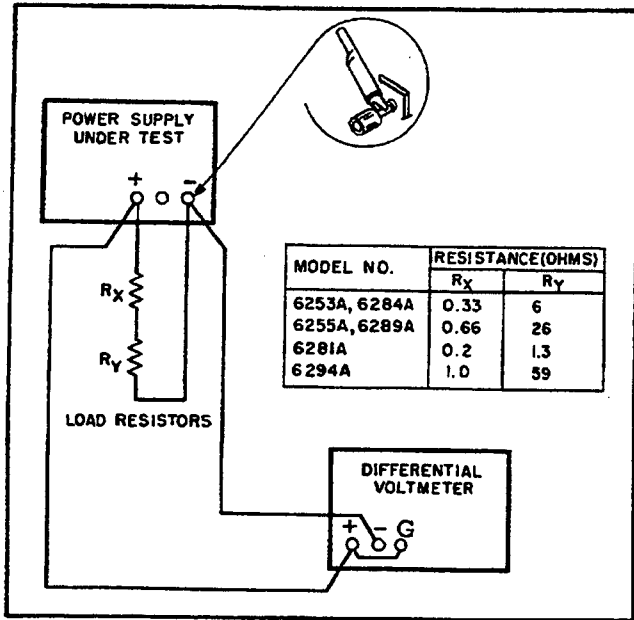 POWER SUPPLY
UNDER TEST
+ -
RX
RY
LOAD RESISTORS
MODEL NO. RESISTANCE(OHMS)
RX RY
6253A, 6284A 0.33 6
6255A, 6289A 0.66 26
6281A 0.2 1.3
6294A 1.0 59
DIFFERENTIAL
VOLTMETER
+ - G